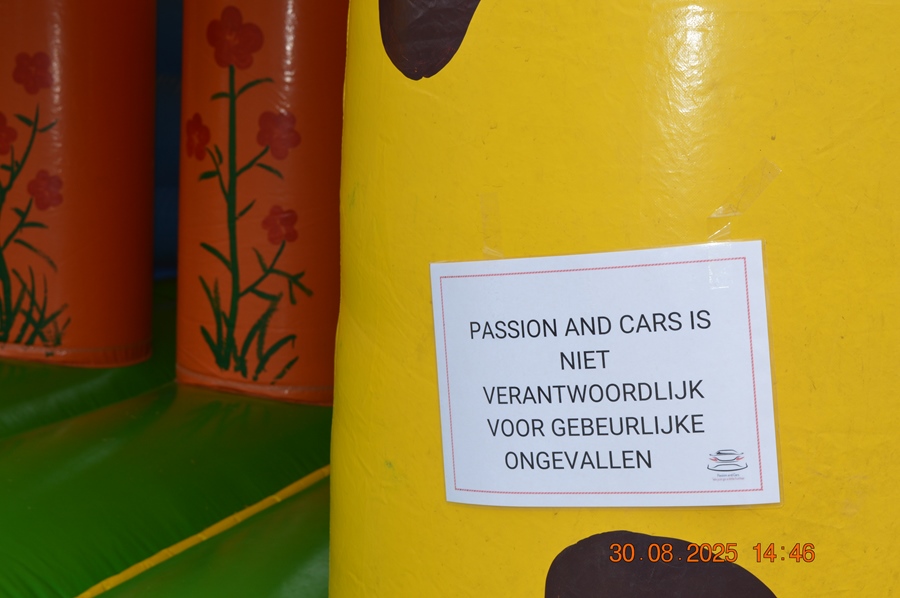 PASSION AND CARS IS
NIET
VERANTWOORDLIJK
VOOR GEBEURLIJKE
ONGEVALLEN
30.08.2025 14:46